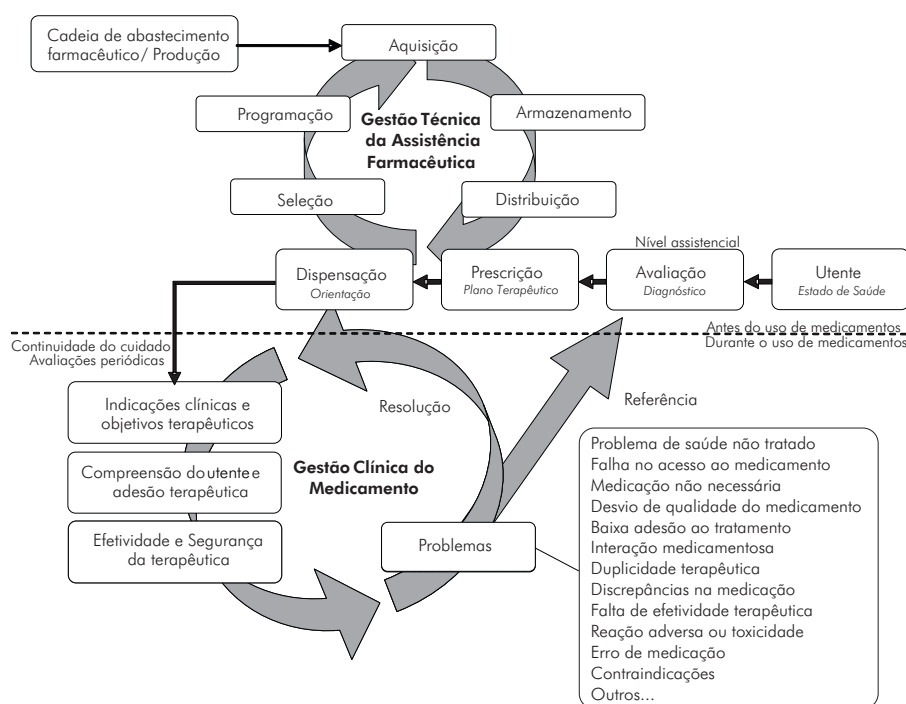 Cadeia de abastecimento
farmacêutico/ Produção
Aquisição
Programação
Gestão Técnica
da Assistência
Farmacêutica
Armazenamento
Seleção
Distribuição
Nível assistencial
Dispensação
Orientação
Prescrição
Plano Terapêutico
Avaliação
Diagnóstico
Utente
Estado de Saúde
Antes do uso de medicamentos
Durante o uso de medicamentos
Continuidade do cuidado
Avaliações periódicas
Indicações clínicas e
objetivos terapêuticos
Resolução
Referência
Compreensão do utente e
adesão terapêutica
Gestão Clínica do
Medicamento
Efetividade e Segurança
da terapêutica
Problemas
Problema de saúde não tratado
Falha no acesso ao medicamento
Medicação não necessária
Desvio de qualidade do medicamento
Baixa adesão ao tratamento
Interação medicamentosa
Duplicidade terapêutica
Discrepâncias na medicação
Falta de efetividade terapêutica
Reação adversa ou toxicidade
Erro de medicação
Contraindicações
Outros...